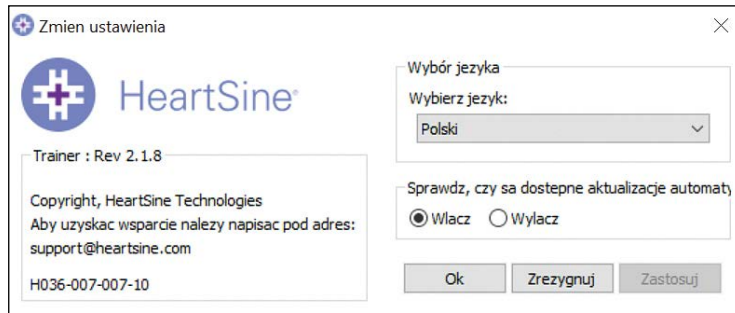 Zmien ustawienia
HeartSine
Trainer : Rev 2.1.8
Copyright, HeartSine Technologies
Aby uzyskac wsparcie nalezy napisac pod adres:
support@heartsine.com
H036-007-007-10
Wybór jezyka
Wybierz jezyk:
Polski
Sprawdz, czy sa dostepne aktualizacje automaty
Wlacz Wylacz
Ok Zrezygnuj Zastosuj